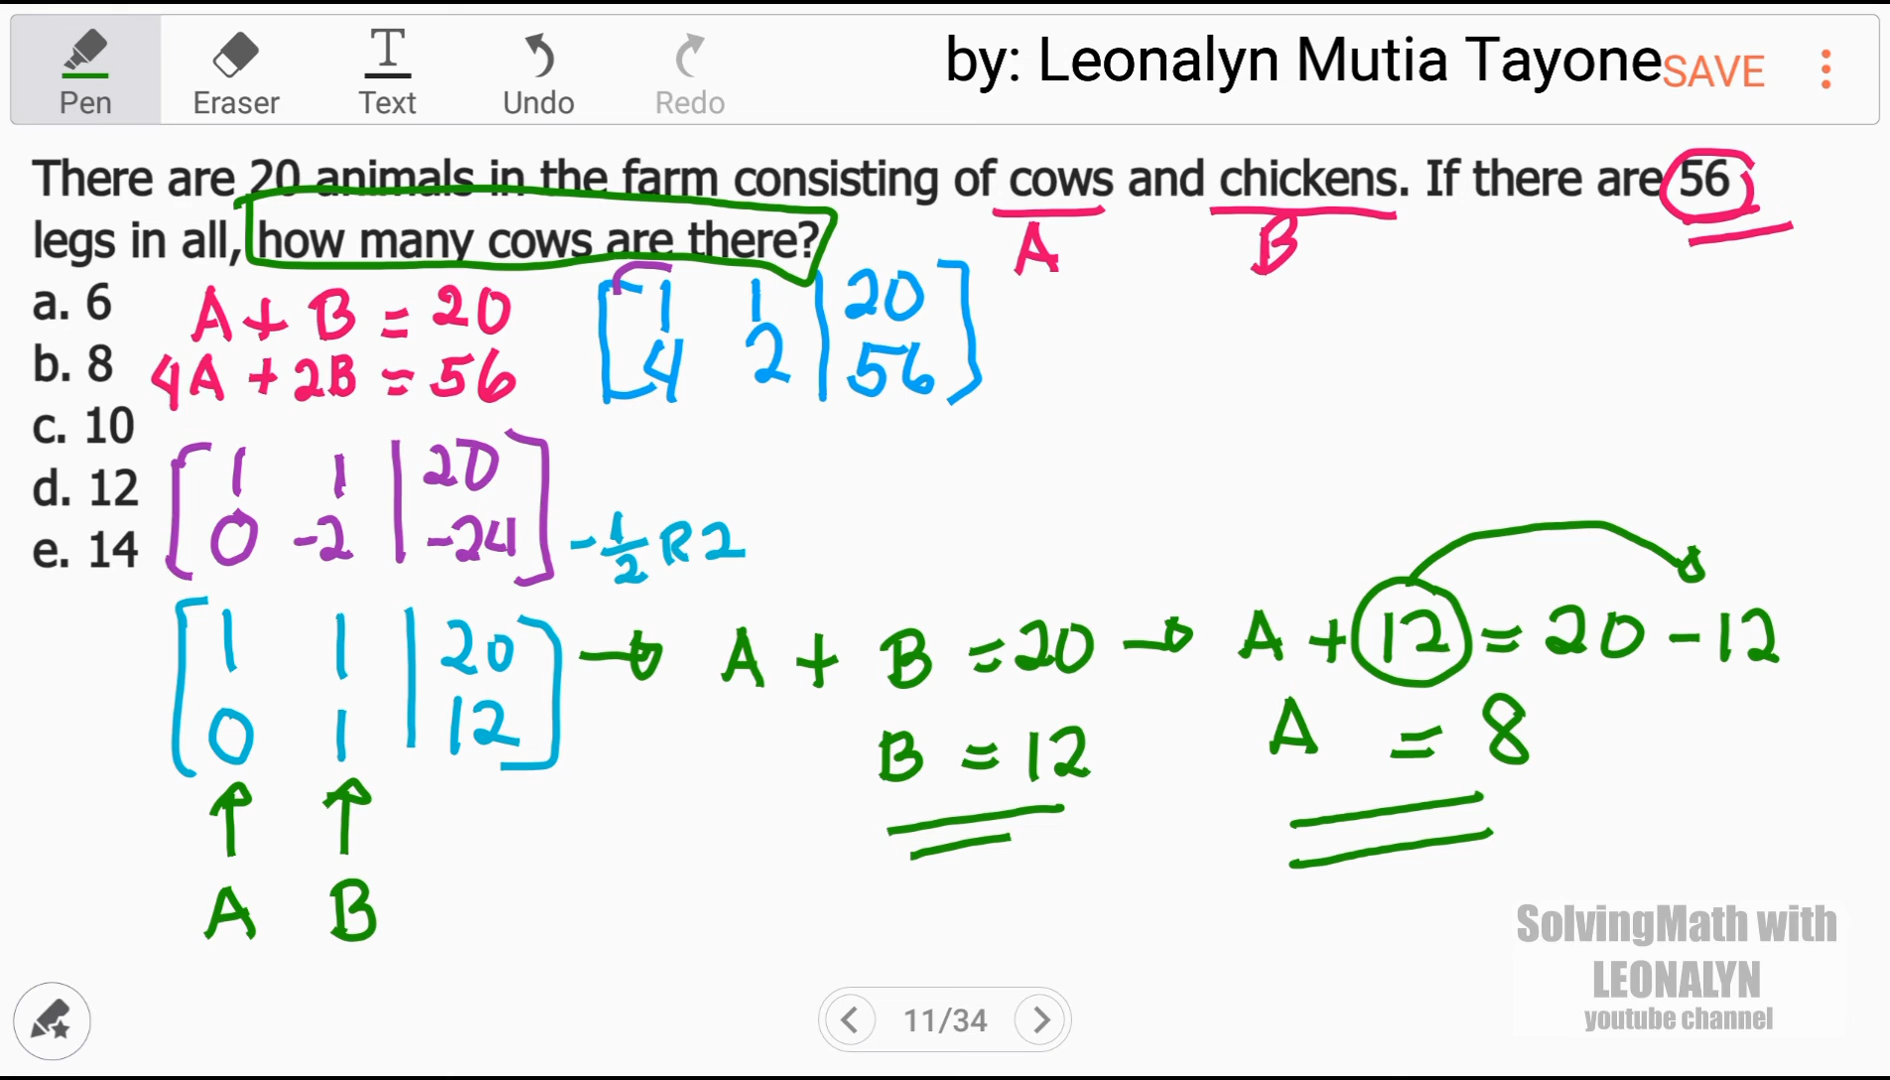 Pen Eraser Text Undo Redo by: Leonalyn Mutia Tayone SAVE
There are 20 animals in the farm consisting of cows and chickens. If there are 56
legs in all, how many cows are there?
A B
a. 6
b. 8
c. 10
d. 12
e. 14
A + B = 20
4A + 2B = 56
[1 1 | 20
4 2 | 56]
[1 1 | 20
0 -2 | -24] -1/2 R2
[1 1 | 20
0 1 | 12]
A B
→ A + B = 20 → A + 12 = 20 - 12
B = 12 A = 8
SolvingMath with
LEONALYN
youtube channel
11/34